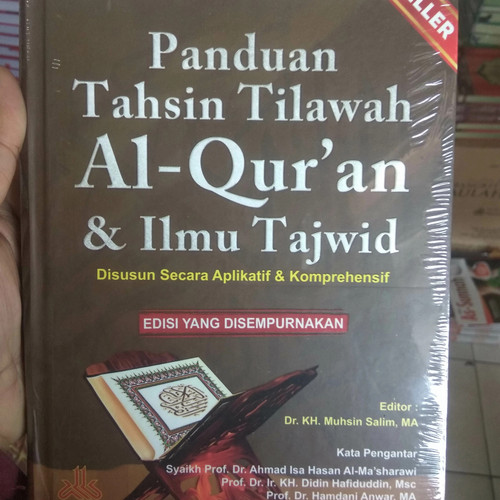 LLER
Panduan
Tahsin Tilawah
Al-Qur'an
& Ilmu Tajwid
Disusun Secara Aplikatif & Komprehensif
EDISI YANG DISEMPURNAKAN
Editor :
Dr. KH. Muhsin Salim, MA
Kata Pengantar
Syaikh Prof. Dr. Ahmad Isa Hasan Al-Ma'sharawi
Prof. Dr. Ir. KH. Didin Hafiduddin, Msc
Prof. Dr. Hamdani Anwar, MA